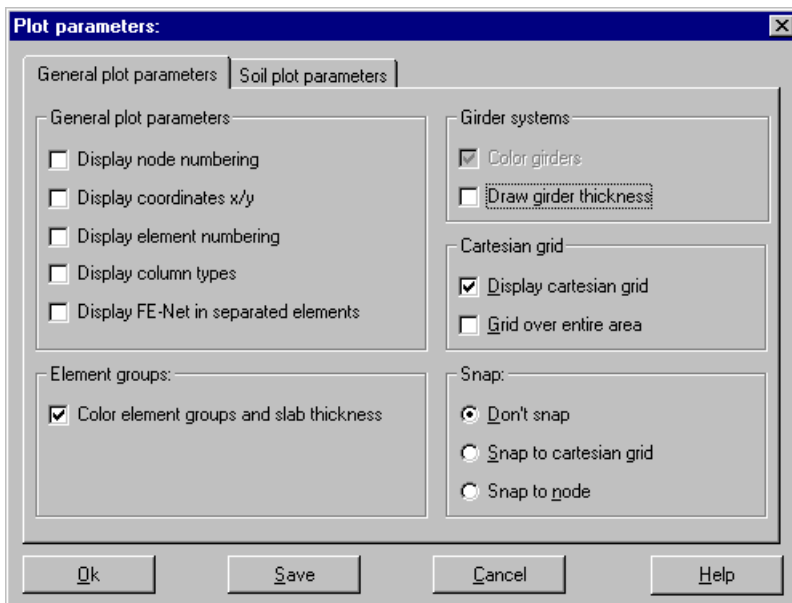 Plot parameters:
General plot parameters
Soil plot parameters
General plot parameters
Display node numbering
Display coordinates x/y
Display element numbering
Display column types
Display FE-Net in separated elements
Element groups:
Color element groups and slab thickness
Girder systems
Color girders
Draw girder thickness
Cartesian grid
Display cartesian grid
Grid over entire area
Snap:
Don't snap
Snap to cartesian grid
Snap to node
Ok
Save
Cancel
Help